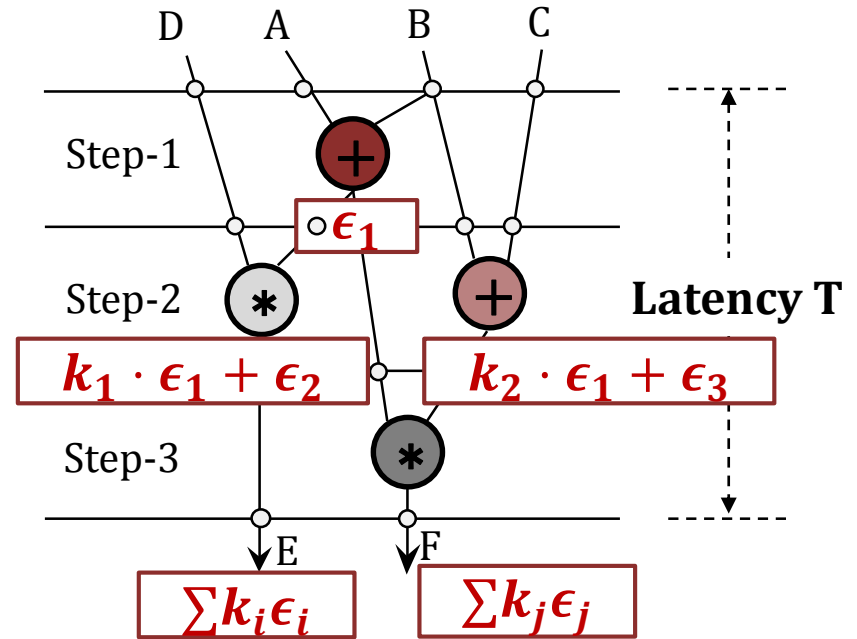 D A B C
+
Step-1
ϵ₁
Step-2
*
+
Latency T
k₁ · ϵ₁ + ϵ₂
k₂ · ϵ₁ + ϵ₃
Step-3
*
E
F
∑kᵢϵᵢ
∑kⱼϵⱼ